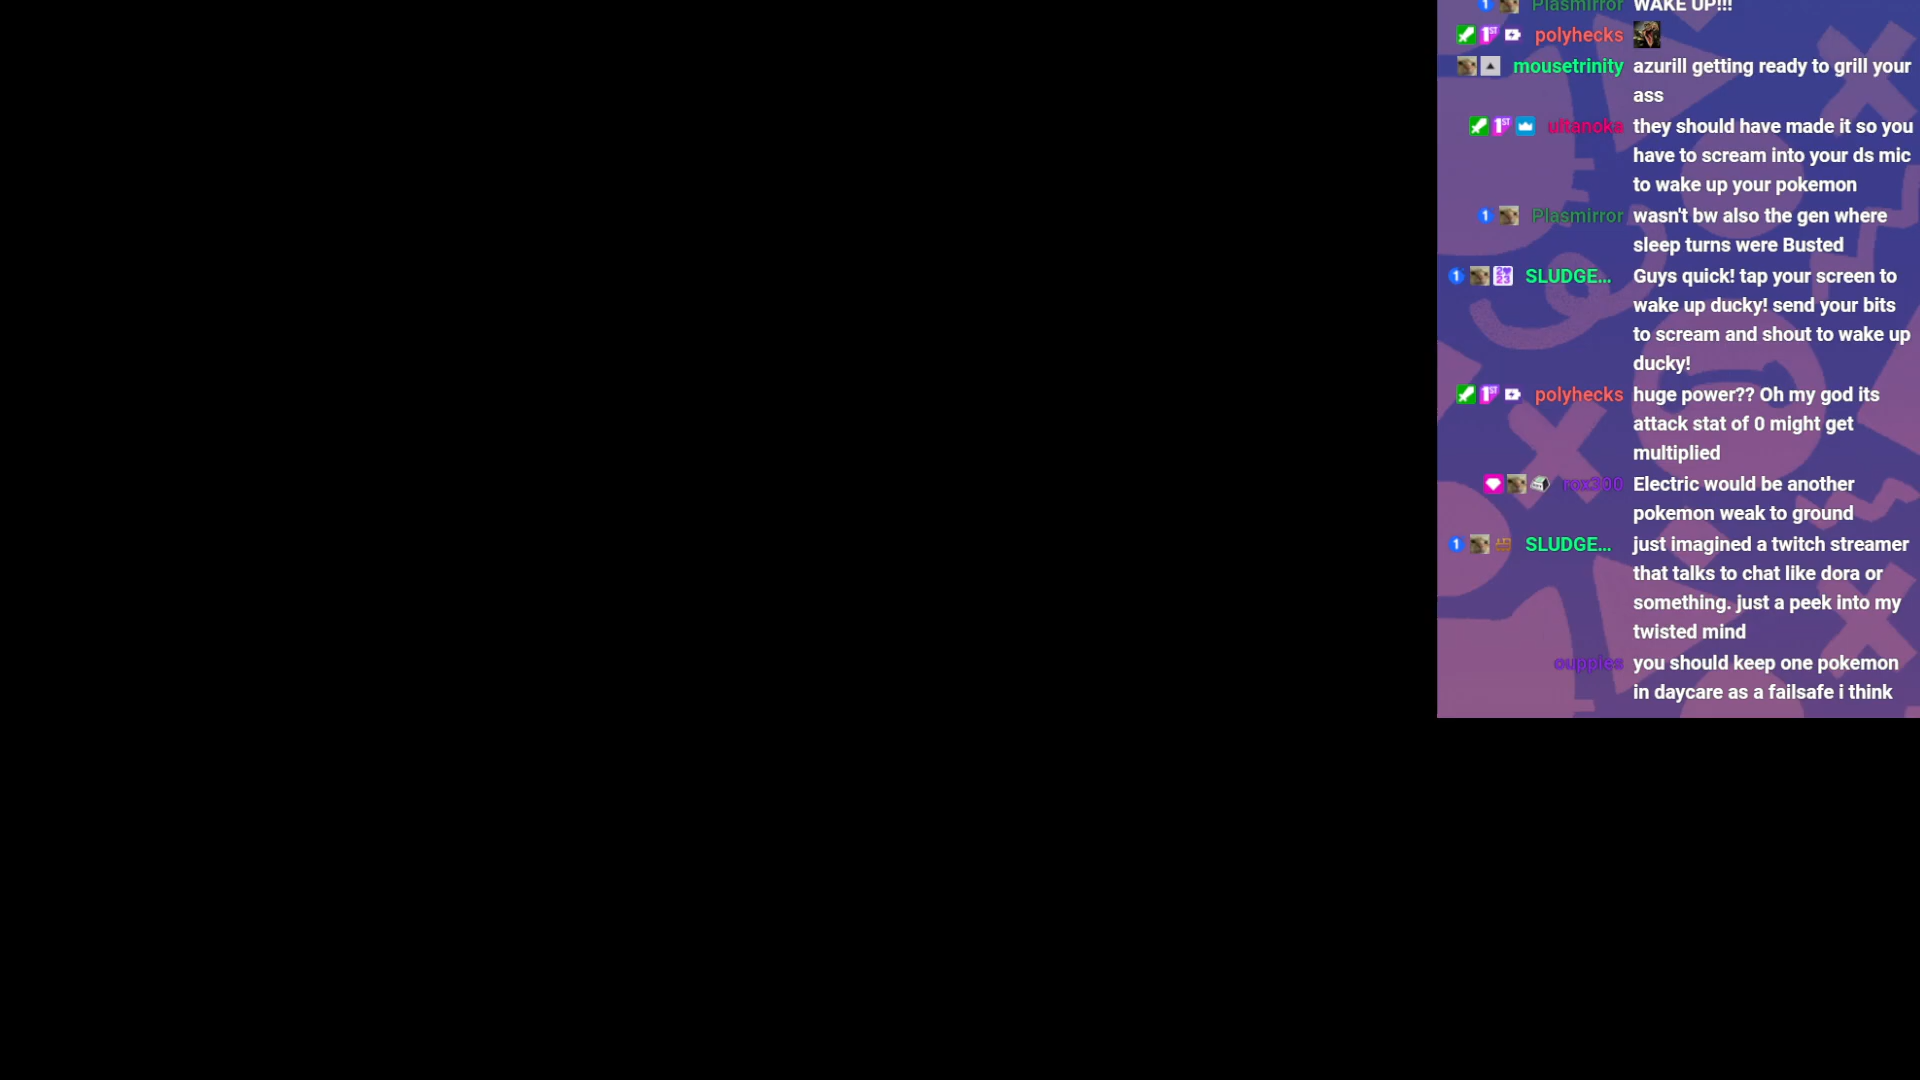 Plasmirror WAKE UP!!!
polyhecks
mousetrinity azurill getting ready to grill your
ass
ultanoka they should have made it so you
have to scream into your ds mic
to wake up your pokemon
Plasmirror wasn't bw also the gen where
sleep turns were Busted
SLUDGE... Guys quick! tap your screen to
wake up ducky! send your bits
to scream and shout to wake up
ducky!
polyhecks huge power?? Oh my god its
attack stat of 0 might get
multiplied
rox300 Electric would be another
pokemon weak to ground
SLUDGE... just imagined a twitch streamer
that talks to chat like dora or
something. just a peek into my
twisted mind
you should keep one pokemon
in daycare as a failsafe i think